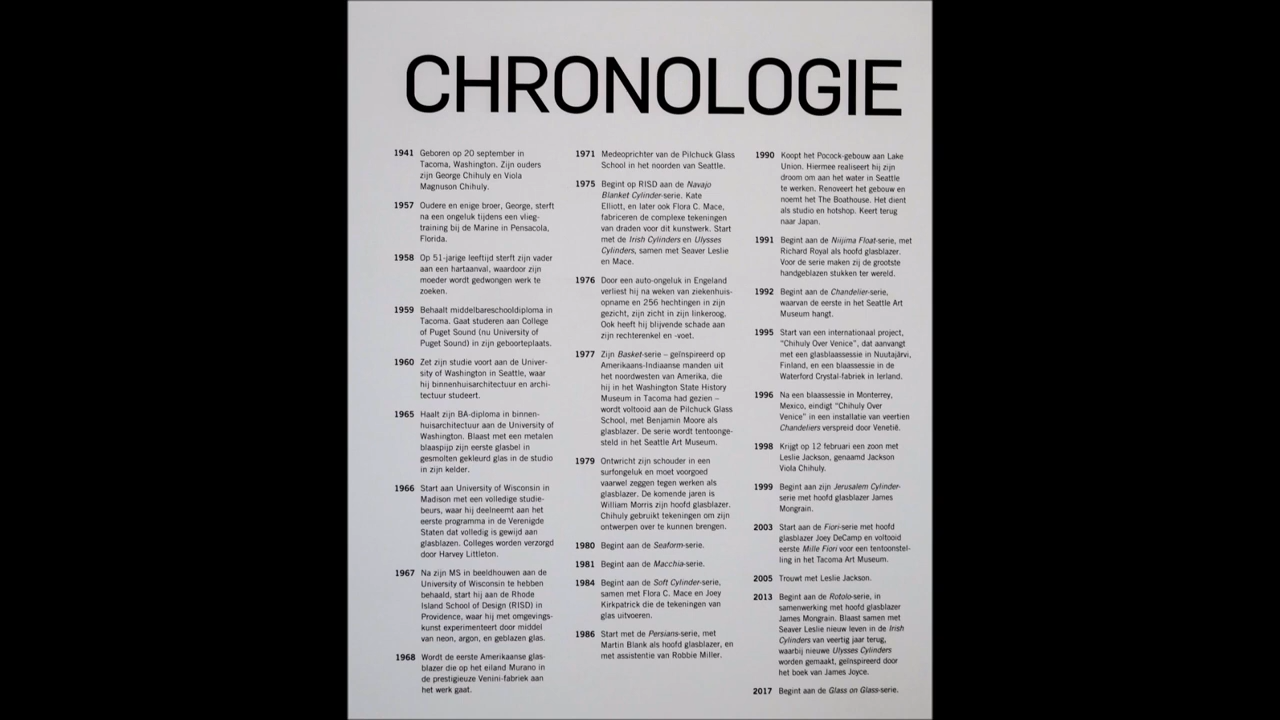 CHRONOLOGIE
1941 Geboren op 20 september in
Tacoma, Washington. Zijn ouders
zijn George Chihuly en Viola
Magnuson Chihuly.
1957 Oudere en enige broer, George, sterft
na een ongeluk tijdens een vlieg-
training bij de Marine in Pensacola,
Florida.
1958 Op 51-jarige leeftijd sterft zijn vader
aan een hartaanval, waardoor zijn
moeder wordt gedwongen werk te
zoeken.
1959 Behaalt middelbareschooldiploma in
Tacoma. Gaat studeren aan College
of Puget Sound (nu University of
Puget Sound) in zijn geboorteplaats.
1960 Zet zijn studie voort aan de Univer-
sity of Washington in Seattle, waar
hij binnenhuisarchitectuur en archi-
tectuur studeert.
1965 Haalt zijn BA-diploma in binnen-
huisarchitectuur aan de University of
Washington. Blaast met een metalen
blaaspijp zijn eerste glasbel in
gesmolten gekleurd glas in de studio
in zijn kelder.
1966 Start aan University of Wisconsin in
Madison met een volledige studie-
beurs, waar hij deelneemt aan het
eerste programma in de Verenigde
Staten dat volledig is gewijd aan
glasblazen. Colleges worden verzorgd
door Harvey Littleton.
1967 Na zijn MS in beeldhouwen aan de
University of Wisconsin te hebben
behaald, start hij aan de Rhode
Island School of Design (RISD) in
Providence, waar hij met omgevings-
kunst experimenteert door middel
van neon, argon, en geblazen glas.
1968 Wordt de eerste Amerikaanse glas-
blazer die op het eiland Murano in
de prestigieuze Venini-fabriek aan
het werk gaat.
1971 Medeoprichter van de Pilchuck Glass
School in het noorden van Seattle.
1975 Begint op RISD aan de Navajo
Blanket Cylinder-serie. Kate
Elliott, en later ook Flora C. Mace,
fabriceren de complexe tekeningen
van draden voor dit kunstwerk. Start
met de Irish Cylinders en Ulysses
Cylinders, samen met Seaver Leslie
en Mace.
1976 Door een auto-ongeluk in Engeland
verliest hij na weken van ziekenhuis-
opname en 256 hechtingen in zijn
gezicht, zijn zicht in zijn linkeroog.
Ook heeft hij blijvende schade aan
zijn rechterenkel en -voet.
1977 Zijn Basket-serie – geïnspireerd op
Amerikaans-Indiaanse manden uit
het noordwesten van Amerika, die
hij in het Washington State History
Museum in Tacoma had gezien –
wordt voltooid aan de Pilchuck Glass
School, met Benjamin Moore als
glasblazer. De serie wordt tentoonge-
steld in het Seattle Art Museum.
1979 Ontwricht zijn schouder in een
surfongeluk en moet voorgoed
vaarwel zeggen tegen werken als
glasblazer. De komende jaren is
William Morris zijn hoofd glasblazer.
Chihuly gebruikt tekeningen om zijn
ontwerpen over te kunnen brengen.
1980 Begint aan de Seaform-serie.
1981 Begint aan de Macchia-serie.
1984 Begint aan de Soft Cylinder-serie,
samen met Flora C. Mace en Joey
Kirkpatrick die de tekeningen van
glas uitvoeren.
1986 Start met de Persians-serie, met
Martin Blank als hoofd glasblazer, en
met assistentie van Robbie Miller.
1990 Koopt het Pocock-gebouw aan Lake
Union. Hiermee realiseert hij zijn
droom om aan het water in Seattle
te werken. Renoveert het gebouw en
noemt het The Boathouse. Het dient
als studio en hotshop. Keert terug
naar Japan.
1991 Begint aan de Niijima Float-serie, met
Richard Royal als hoofd glasblazer.
Voor de serie maken zij de grootste
handgeblazen stukken ter wereld.
1992 Begint aan de Chandelier-serie,
waarvan de eerste in het Seattle Art
Museum hangt.
1995 Start van een internationaal project,
"Chihuly Over Venice", dat aanvangt
met een glasblaassessie in Nuutajärvi,
Finland, en een blaassessie in de
Waterford Crystal-fabriek in Ierland.
1996 Na een blaassessie in Monterrey,
Mexico, eindigt "Chihuly Over
Venice" in een installatie van veertien
Chandeliers verspreid door Venetië.
1998 Krijgt op 12 februari een zoon met
Leslie Jackson, genaamd Jackson
Viola Chihuly.
1999 Begint aan zijn Jerusalem Cylinder-
serie met hoofd glasblazer James
Mongrain.
2003 Start aan de Fiori-serie met hoofd
glasblazer Joey DeCamp en voltooid
eerste Mille Fiori voor een tentoonstel-
ling in het Tacoma Art Museum.
2005 Trouwt met Leslie Jackson.
2013 Begint aan de Rotolo-serie, in
samenwerking met hoofd glasblazer
James Mongrain. Blaast samen met
Seaver Leslie nieuw leven in de Irish
Cylinders van veertig jaar terug,
waarbij nieuwe Ulysses Cylinders
worden gemaakt, geïnspireerd door
het boek van James Joyce.
2017 Begint aan de Glass on Glass-serie.